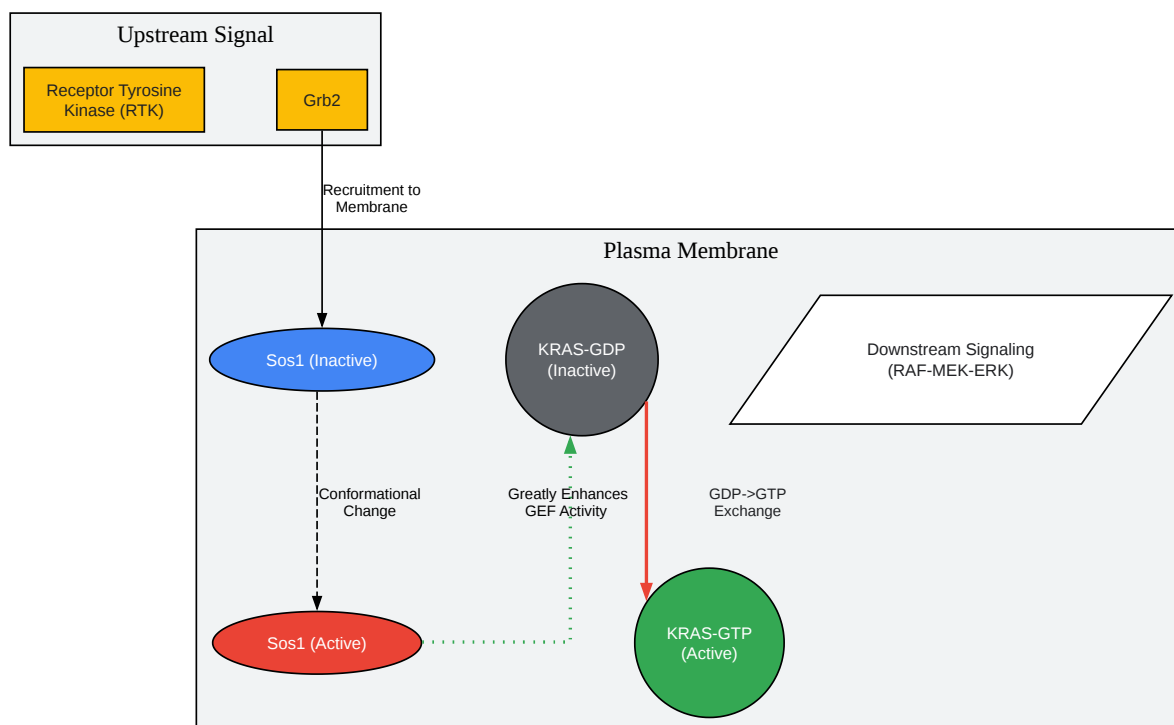 Upstream Signal
Receptor Tyrosine
Kinase (RTK)
Grb2
Recruitment to
Membrane
Plasma Membrane
Sos1 (Inactive)
KRAS-GDP
(Inactive)
Downstream Signaling
(RAF-MEK-ERK)
Conformational
Change
Greatly Enhances
GEF Activity
GDP->GTP
Exchange
Sos1 (Active)
KRAS-GTP
(Active)